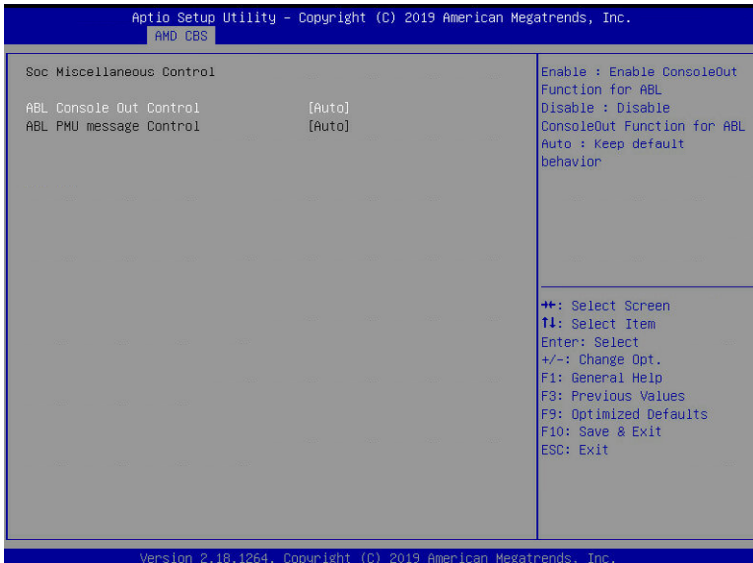 Aptio Setup Utility – Copyright (C) 2019 American Megatrends, Inc.
AMD CBS
Soc Miscellaneous Control
ABL Console Out Control [Auto]
ABL PMU message Control [Auto]
Enable : Enable ConsoleOut
Function for ABL
Disable : Disable
ConsoleOut Function for ABL
Auto : Keep default
behavior
→←: Select Screen
↑↓: Select Item
Enter: Select
+/-: Change Opt.
F1: General Help
F3: Previous Values
F9: Optimized Defaults
F10: Save & Exit
ESC: Exit
Version 2.18.1264. Copyright (C) 2019 American Megatrends, Inc.